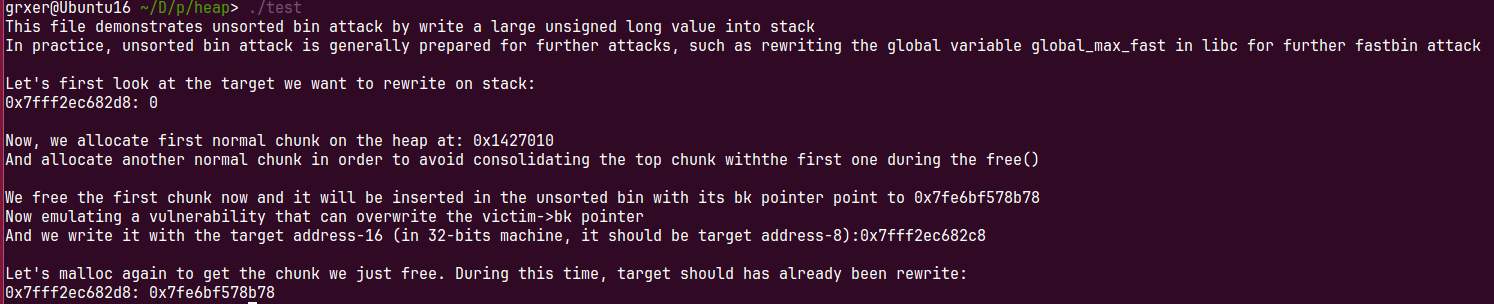 grxer@Ubuntu16 ~/D/p/heap> ./test
This file demonstrates unsorted bin attack by write a large unsigned long value into stack
In practice, unsorted bin attack is generally prepared for further attacks, such as rewriting the global variable global_max_fast in libc for further fastbin attack
Let's first look at the target we want to rewrite on stack:
0x7fff2ec682d8: 0
Now, we allocate first normal chunk on the heap at: 0x1427010
And allocate another normal chunk in order to avoid consolidating the top chunk withthe first one during the free()
We free the first chunk now and it will be inserted in the unsorted bin with its bk pointer point to 0x7fe6bf578b78
Now emulating a vulnerability that can overwrite the victim->bk pointer
And we write it with the target address-16 (in 32-bits machine, it should be target address-8):0x7fff2ec682c8
Let's malloc again to get the chunk we just free. During this time, target should has already been rewrite:
0x7fff2ec682d8: 0x7fe6bf578b78